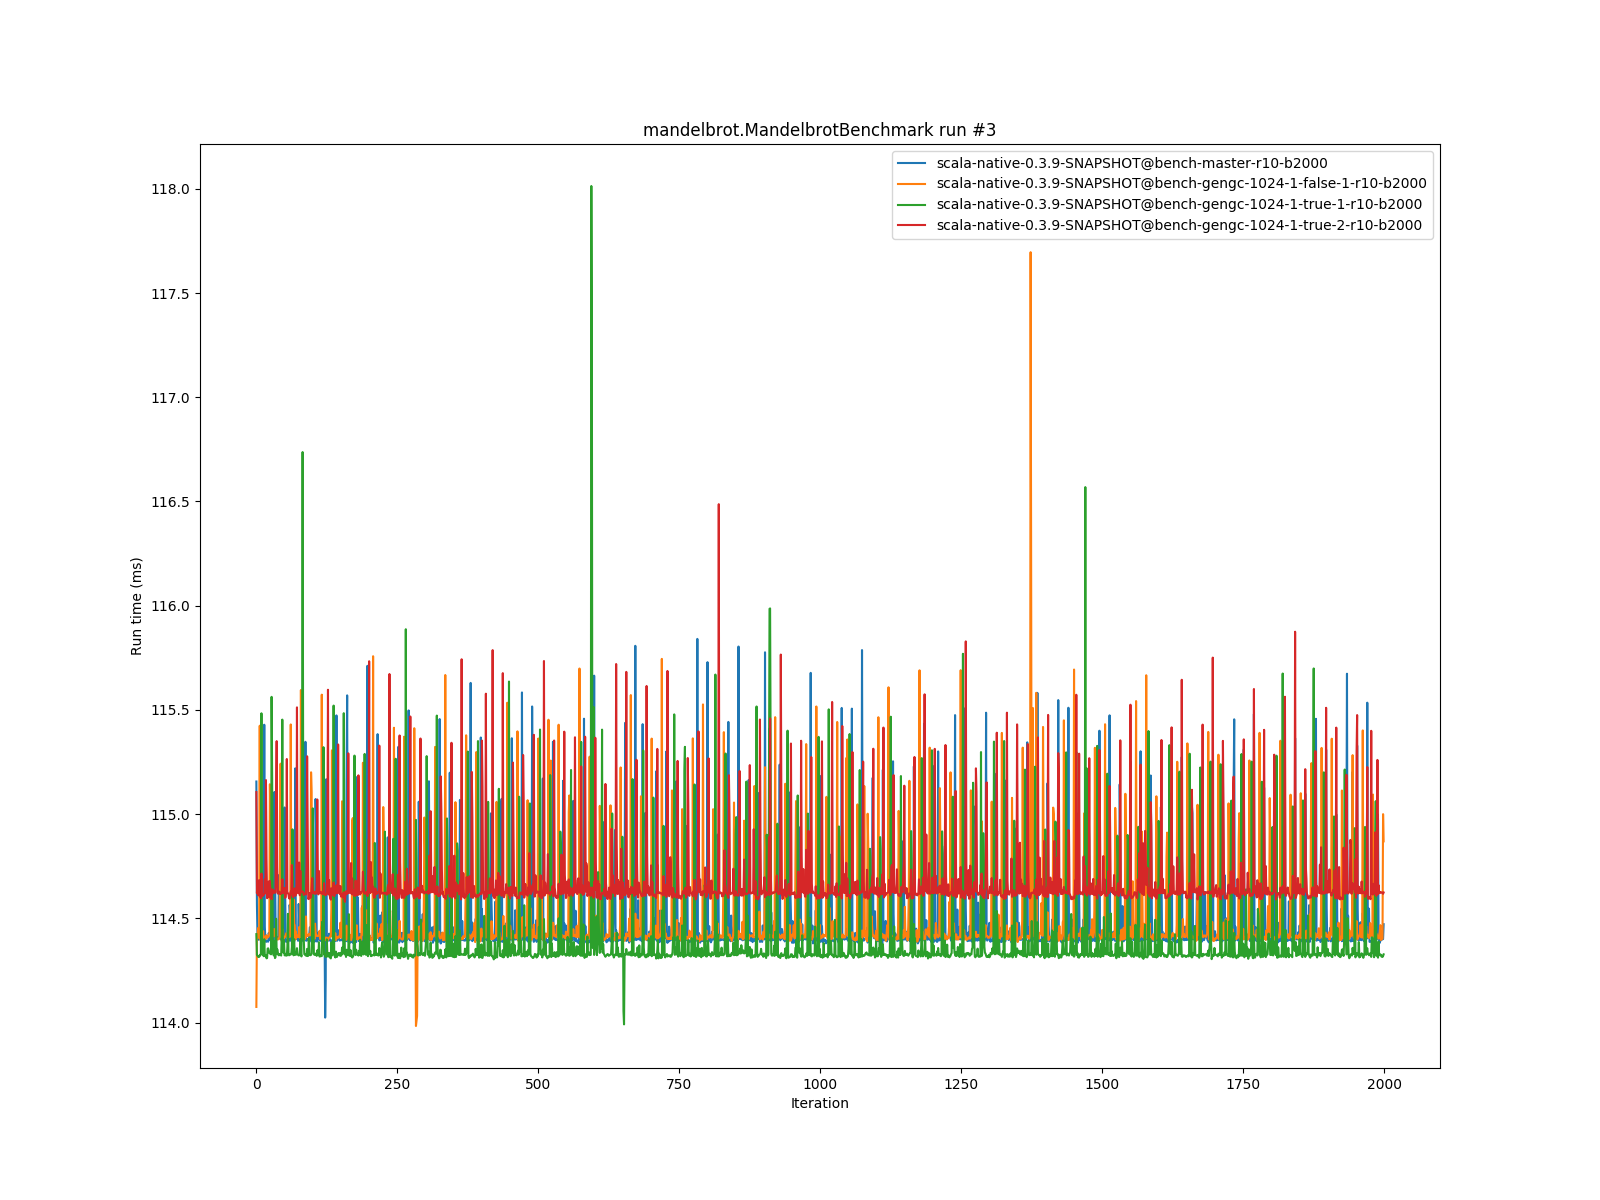 mandelbrot.MandelbrotBenchmark run #3
scala-native-0.3.9-SNAPSHOT@bench-master-r10-b2000
scala-native-0.3.9-SNAPSHOT@bench-gengc-1024-1-false-1-r10-b2000
scala-native-0.3.9-SNAPSHOT@bench-gengc-1024-1-true-1-r10-b2000
scala-native-0.3.9-SNAPSHOT@bench-gengc-1024-1-true-2-r10-b2000
118.0
117.5
117.0
116.5
116.0
115.5
115.0
114.5
114.0
Run time (ms)
0 250 500 750 1000 1250 1500 1750 2000
Iteration